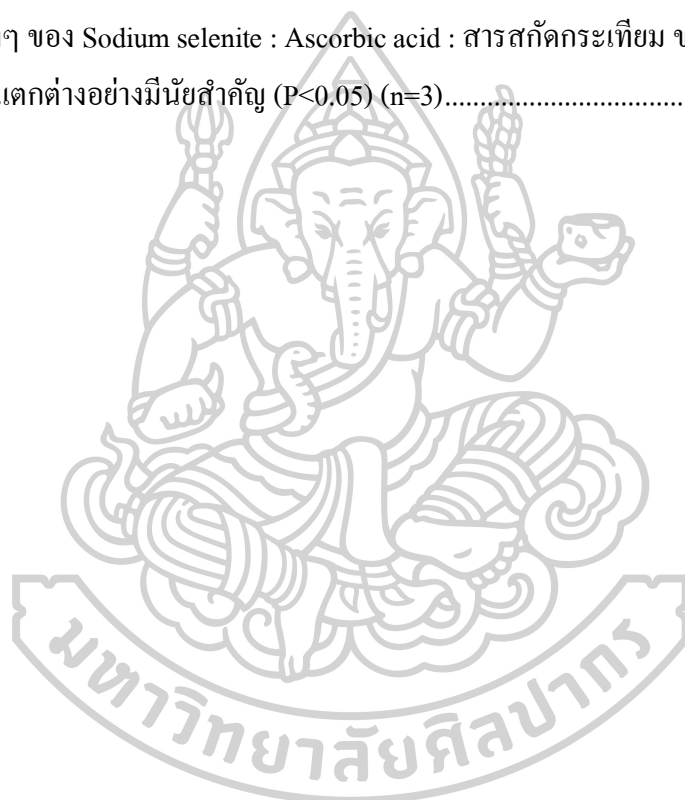 ๆ ของ Sodium selenite : Ascorbic acid : สารสกัดกระเทียม
แตกต่างอย่างมีนัยสำคัญ (P<0.05) (n=3)..................................
มหาวิทยาลัยศิลปากร